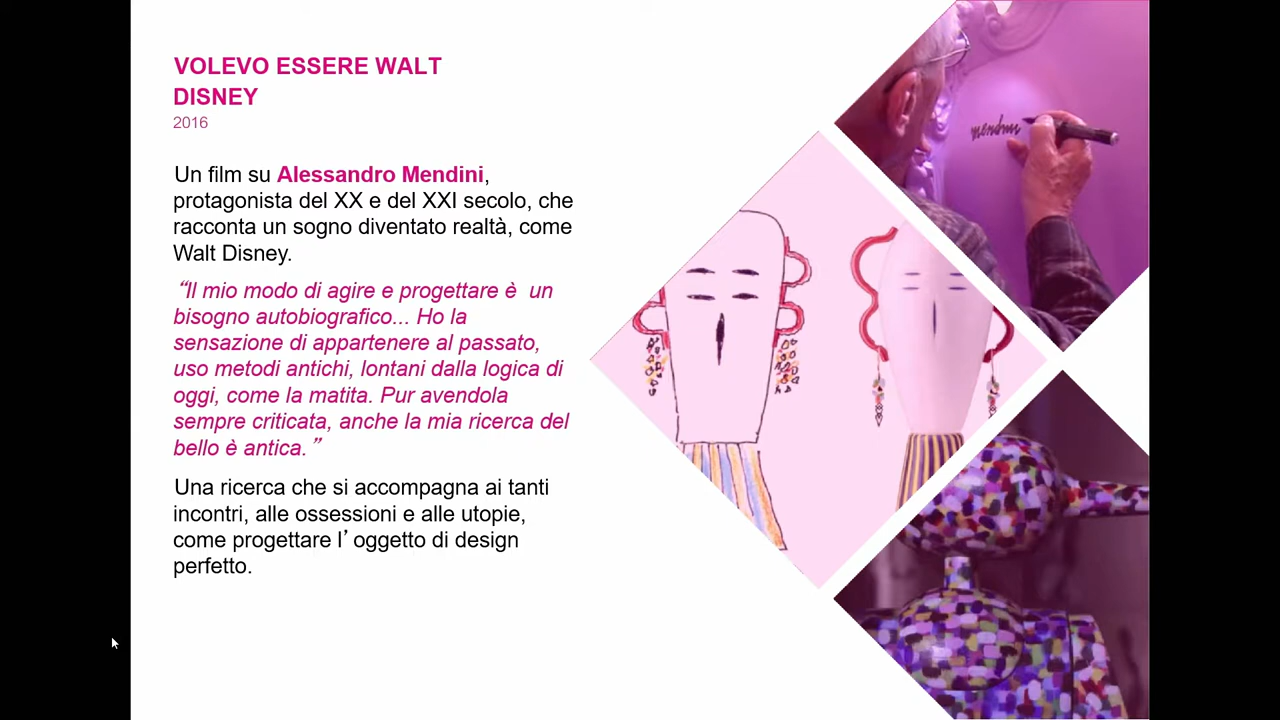 VOLEVO ESSERE WALT
DISNEY
2016
Un film su Alessandro Mendini,
protagonista del XX e del XXI secolo, che
racconta un sogno diventato realtà, come
Walt Disney.
“Il mio modo di agire e progettare è  un
bisogno autobiografico... Ho la
sensazione di appartenere al passato,
uso metodi antichi, lontani dalla logica di
oggi, come la matita. Pur avendola
sempre criticata, anche la mia ricerca del
bello è antica.”
Una ricerca che si accompagna ai tanti
incontri, alle ossessioni e alle utopie,
come progettare l’oggetto di design
perfetto.
mendini